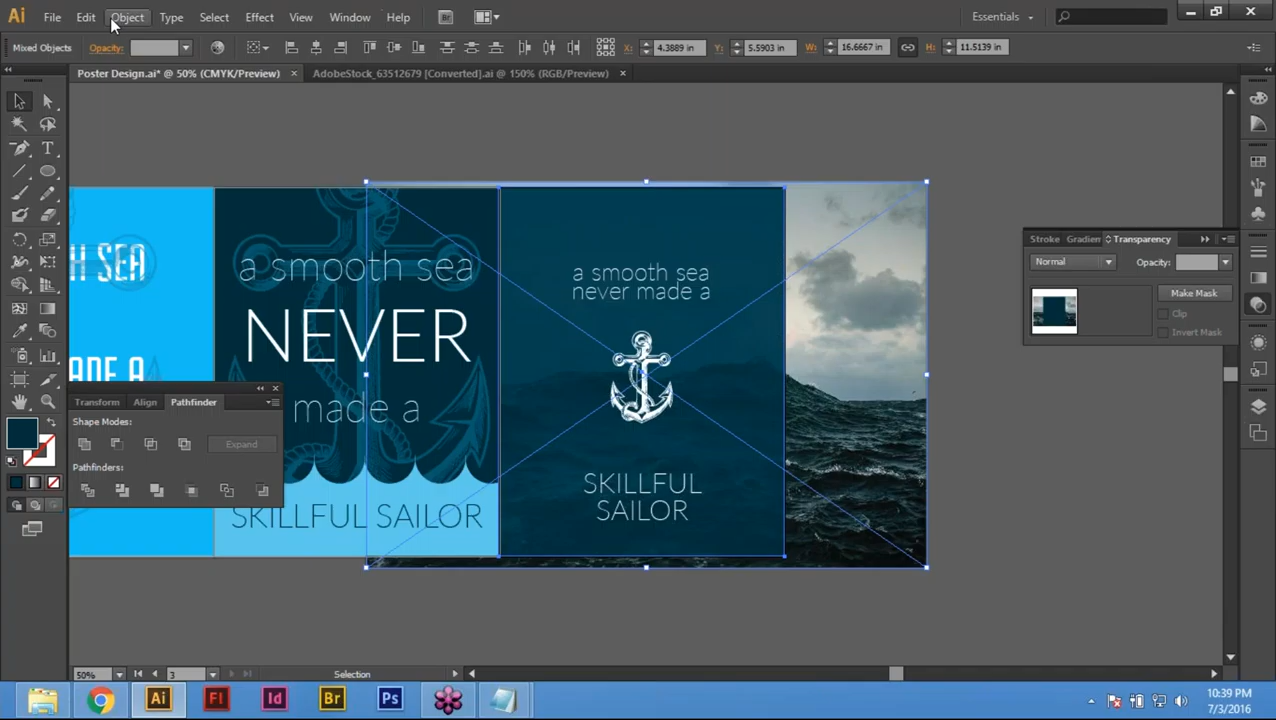 Ai File Edit Object Type Select Effect View Window Help Br Essentials
Mixed Objects Opacity: X: 4.3889 in Y: 5.5903 in W: 16.6667 in H: 11.5139 in
Poster Design.ai* @ 50% (CMYK/Preview) × AdobeStock_63512679 [Converted].ai @ 150% (RGB/Preview) ×
H SEA
MADE A
a smooth sea
NEVER
made a
SKILLFUL SAILOR
a smooth sea
never made a
SKILLFUL
SAILOR
Stroke Gradien Transparency
Normal Opacity:
Make Mask
Clip
Invert Mask
Transform Align Pathfinder
Shape Modes:
Expand
Pathfinders:
50% 3 Selection
Ai Fl Id Br Ps
10:39 PM
7/3/2016